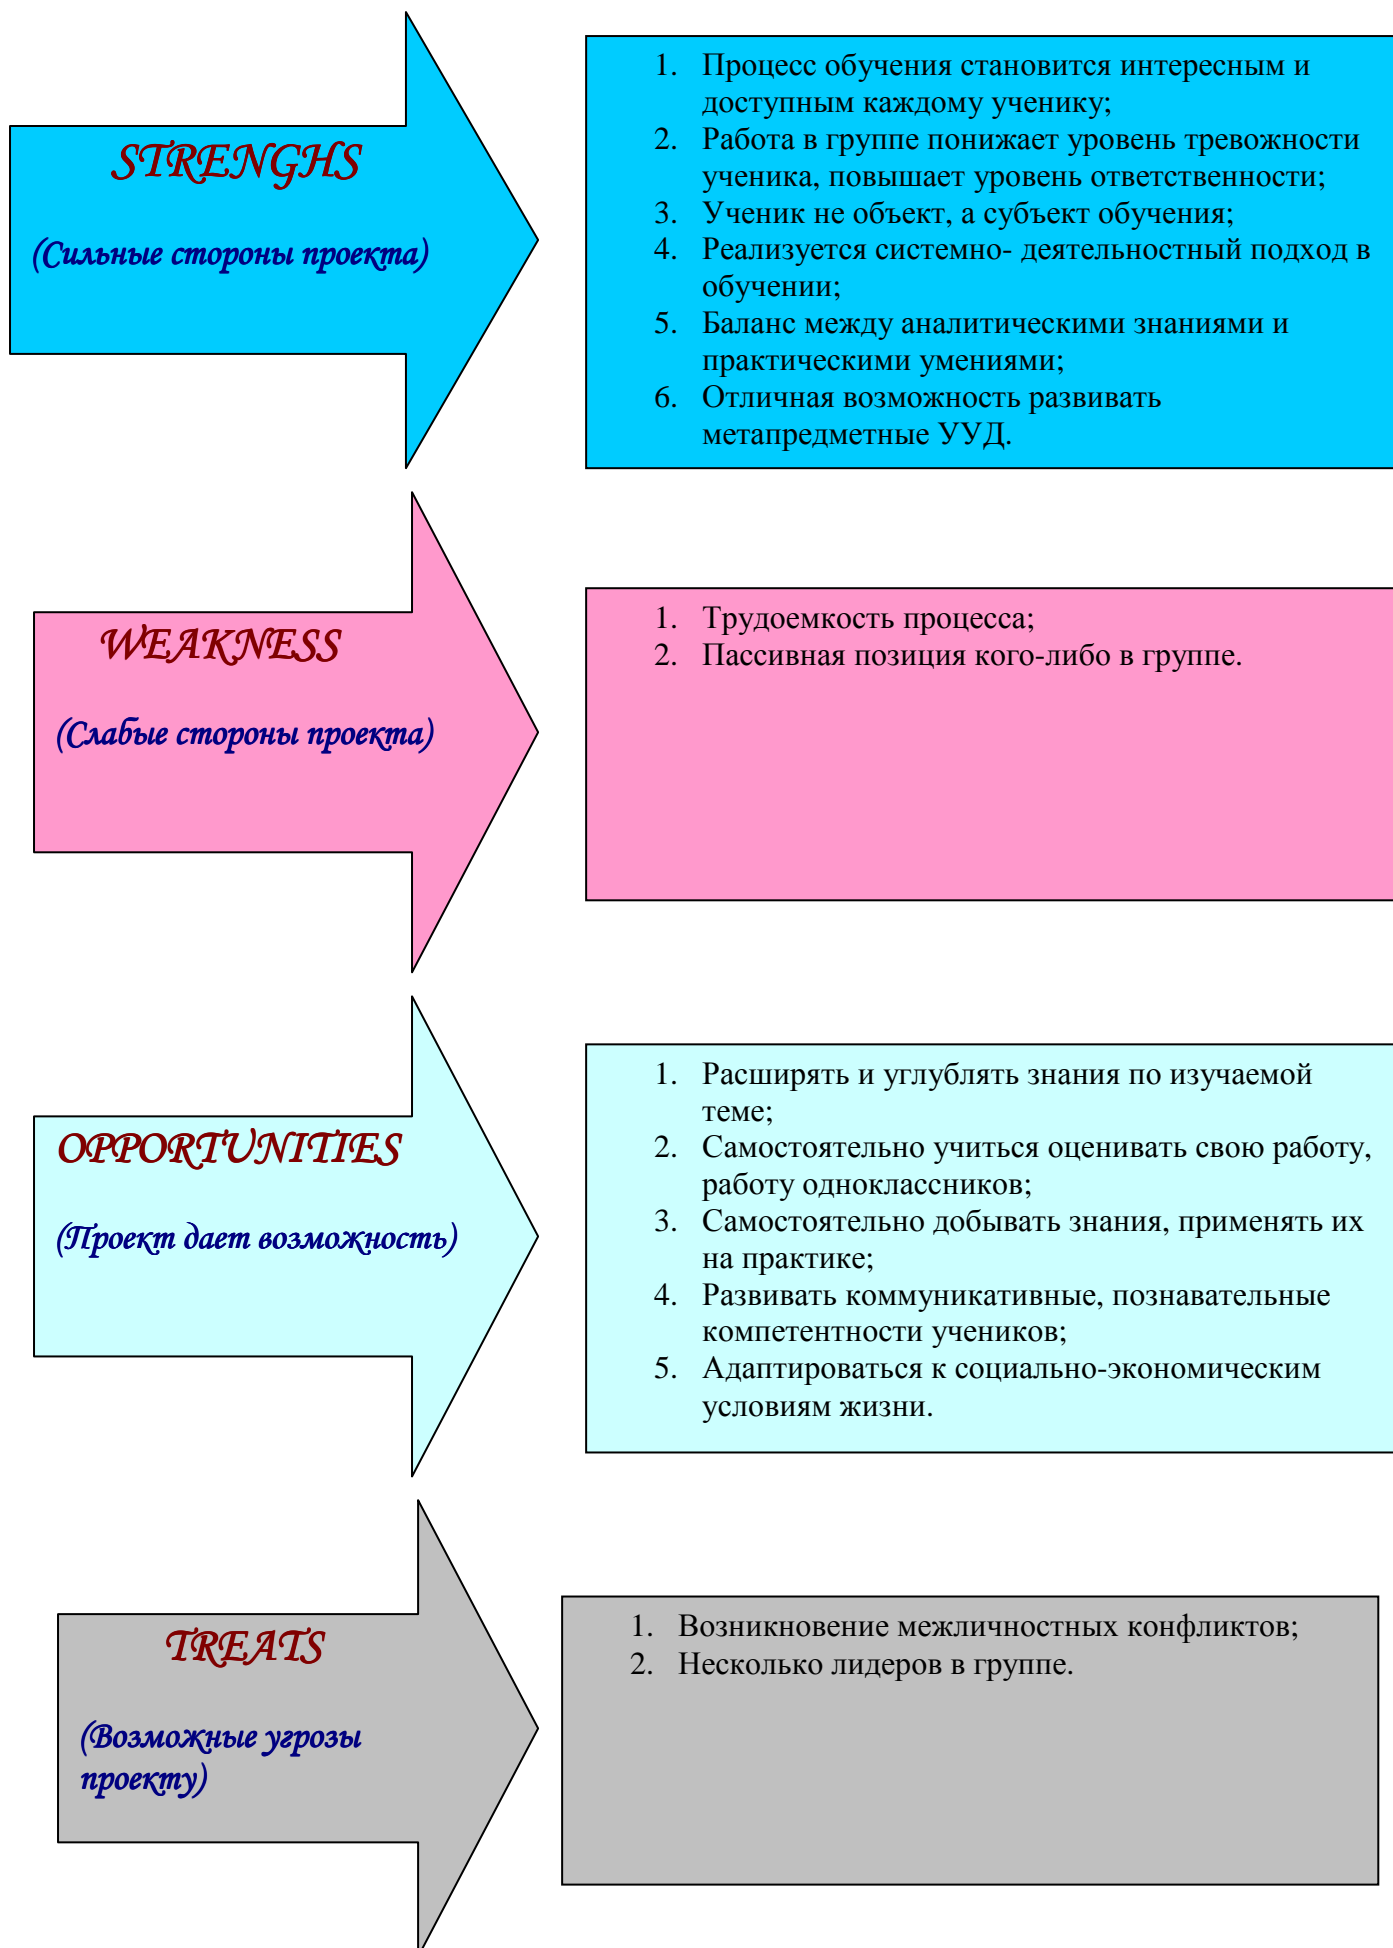 STRENGHS
(Сильные стороны проекта)
1. Процесс обучения становится интересным и
доступным каждому ученику;
2. Работа в группе понижает уровень тревожности
ученика, повышает уровень ответственности;
3. Ученик не объект, а субъект обучения;
4. Реализуется системно- деятельностный подход в
обучении;
5. Баланс между аналитическими знаниями и
практическими умениями;
6. Отличная возможность развивать
метапредметные УУД.
WEAKNESS
(Слабые стороны проекта)
1. Трудоемкость процесса;
2. Пассивная позиция кого-либо в группе.
OPPORTUNITIES
(Проект дает возможность)
1. Расширять и углублять знания по изучаемой
теме;
2. Самостоятельно учиться оценивать свою работу,
работу одноклассников;
3. Самостоятельно добывать знания, применять их
на практике;
4. Развивать коммуникативные, познавательные
компетентности учеников;
5. Адаптироваться к социально-экономическим
условиям жизни.
TREATS
(Возможные угрозы
проекту)
1. Возникновение межличностных конфликтов;
2. Несколько лидеров в группе.